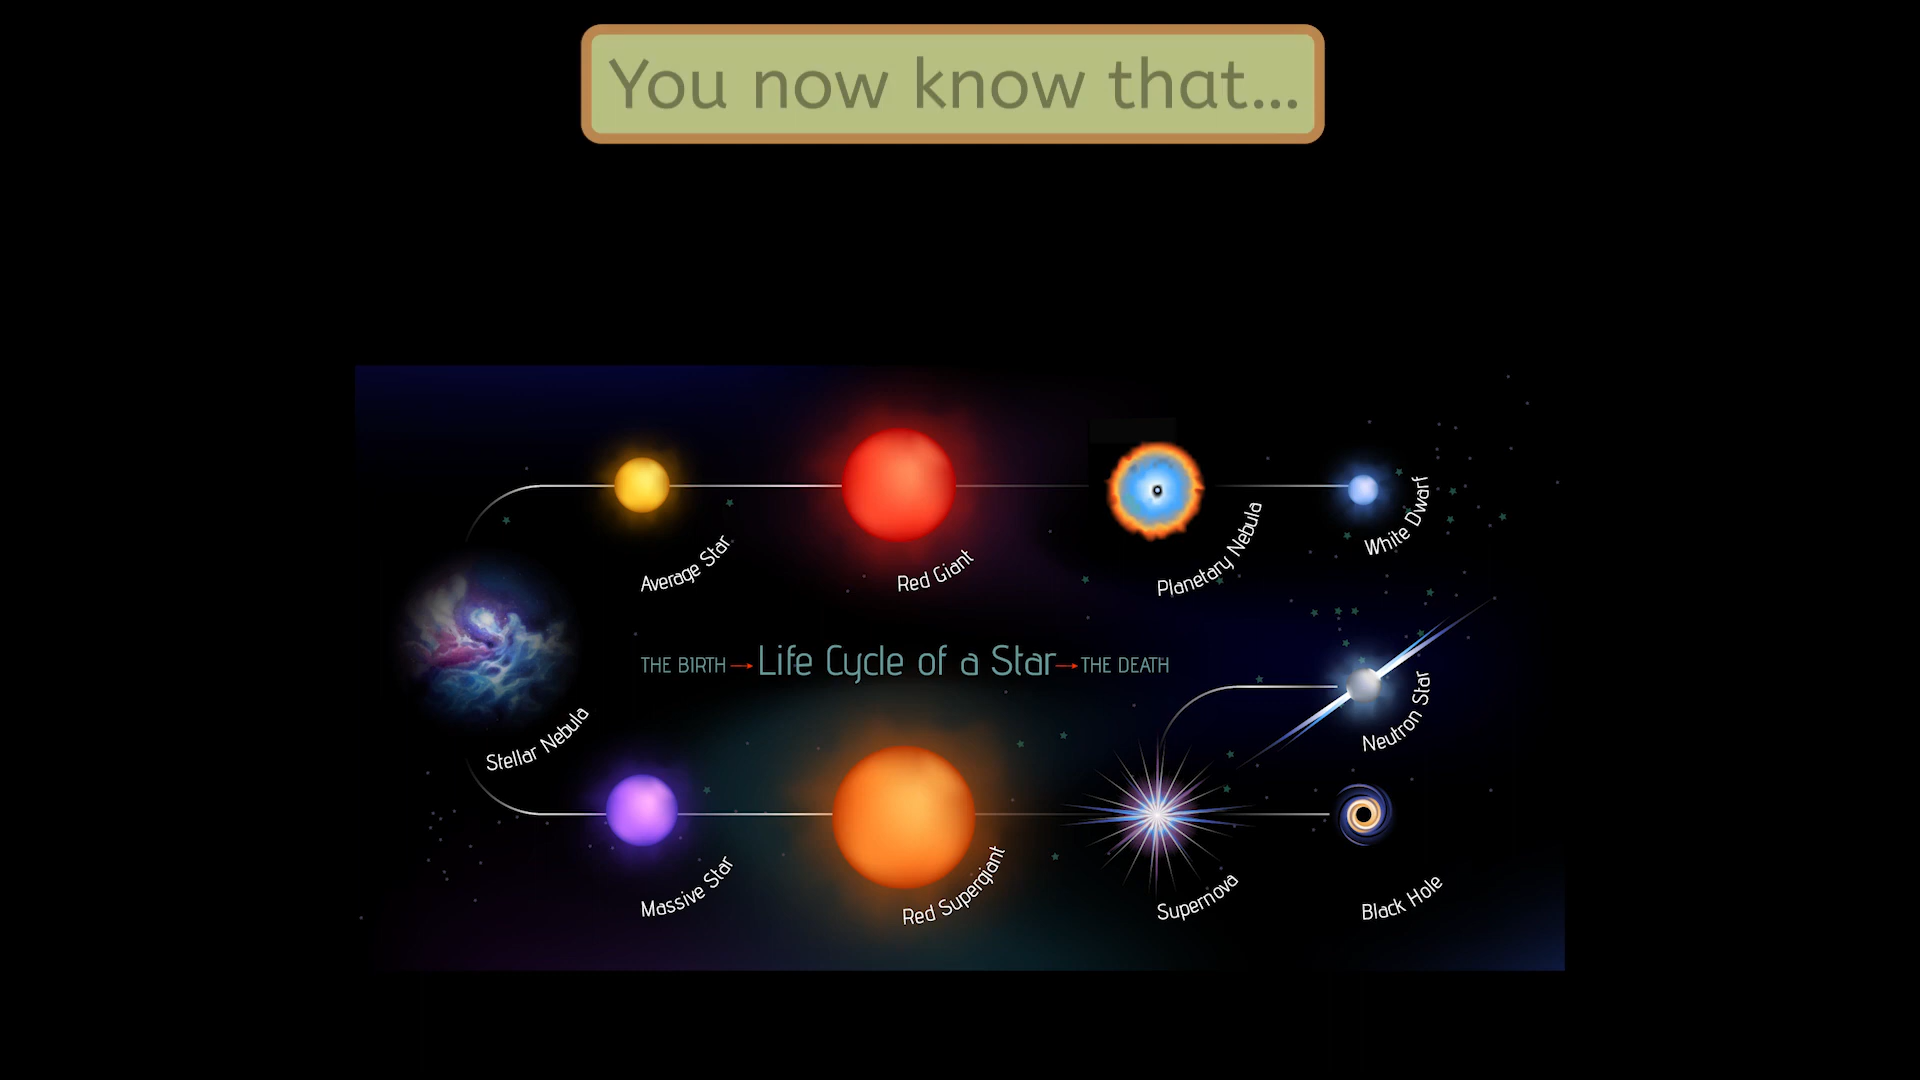 You now know that...
Average Star
Red Giant
Planetary Nebula
White Dwarf
THE BIRTH → Life Cycle of a Star → THE DEATH
Stellar Nebula
Neutron Star
Massive Star
Red Supergiant
Supernova
Black Hole